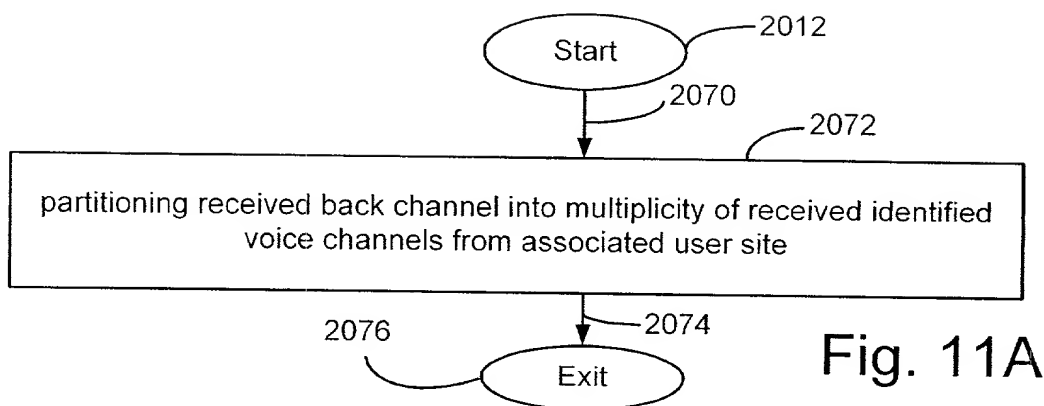 Start
2012
2070
2072
partitioning received back channel into multiplicity of received identified
voice channels from associated user site
2076
2074
Exit
Fig. 11A